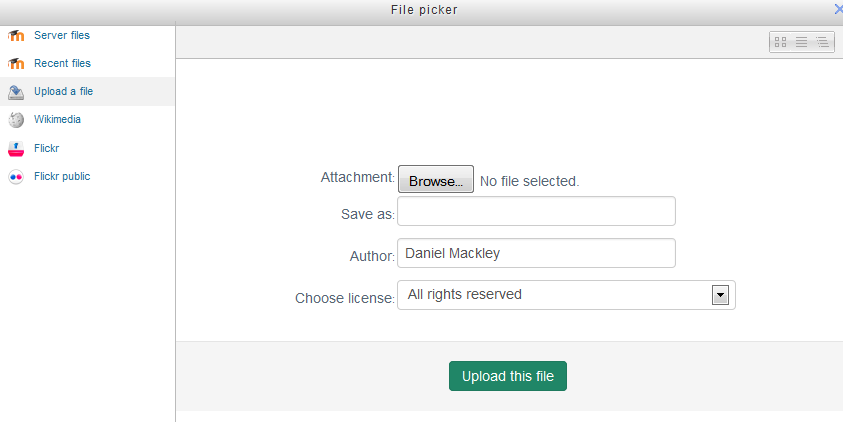 File picker
Server files
Recent files
Upload a file
Wikimedia
Flickr
Flickr public
Attachment: Browse... No file selected.
Save as:
Author: Daniel Mackley
Choose license: All rights reserved
Upload this file